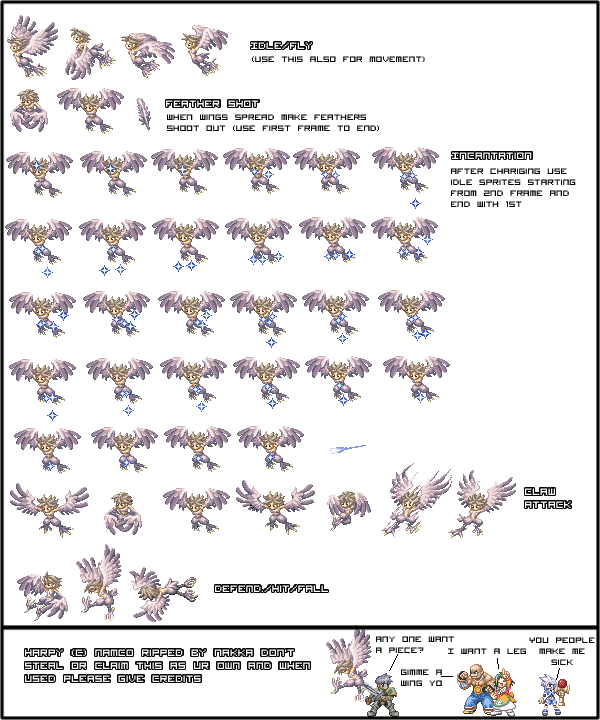 IDLE/FLY
(USE THIS ALSO FOR MOVEMENT)
FEATHER SHOT
WHEN WINGS SPREAD MAKE FEATHERS
SHOOT OUT (USE FIRST FRAME TO END)
INCANTATION
AFTER CHARIGING USE
IDLE SPRITES STARTING
FROM 2ND FRAME AND
END WITH 1ST
CLAW
ATTACK
DEFEND/HIT/FALL
HARPY (C) NAMCO RIPPED BY NAKKA DON'T
STEAL OR CLAIM THIS AS UR OWN AND WHEN
USED PLEASE GIVE CREDITS
ANY ONE WANT
A PIECE?
GIMME A
WING YO
I WANT A LEG
YOU PEOPLE
MAKE ME
SICK